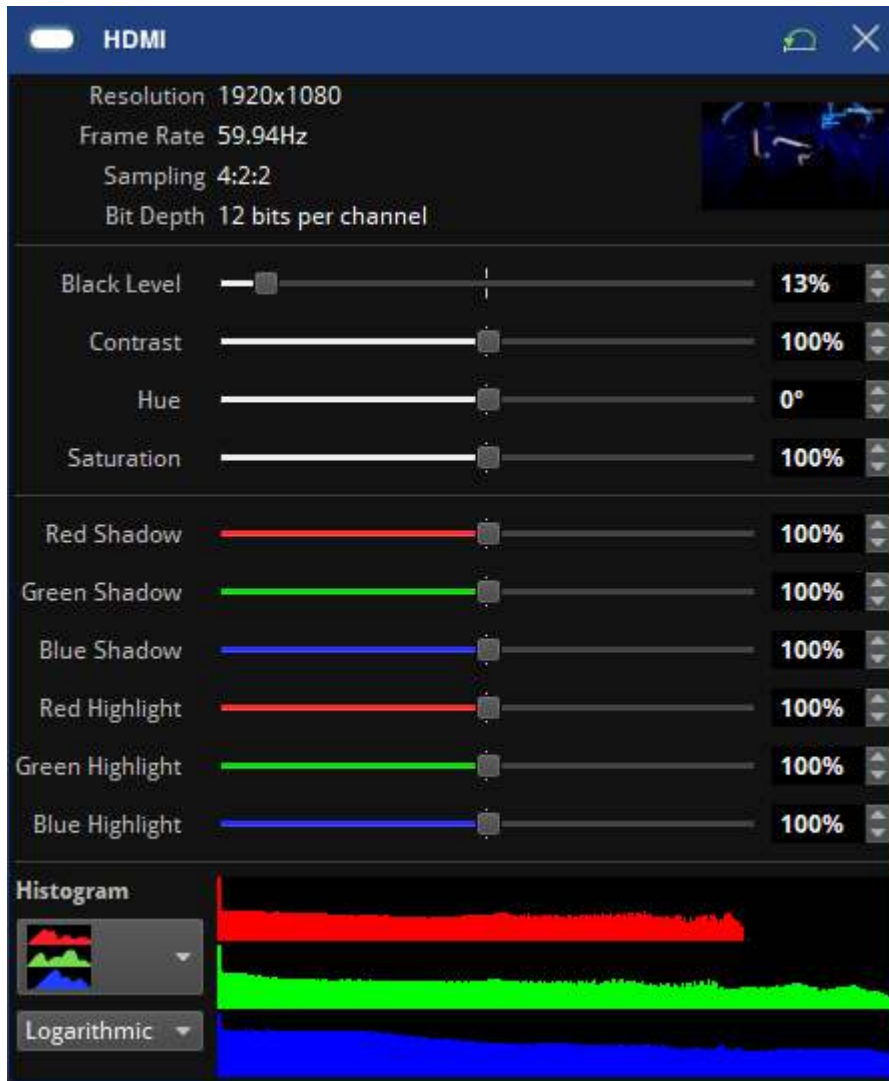 HDMI
Resolution 1920x1080
Frame Rate 59.94Hz
Sampling 4:2:2
Bit Depth 12 bits per channel
Black Level 13%
Contrast 100%
Hue 0°
Saturation 100%
Red Shadow 100%
Green Shadow 100%
Blue Shadow 100%
Red Highlight 100%
Green Highlight 100%
Blue Highlight 100%
Histogram
Logarithmic